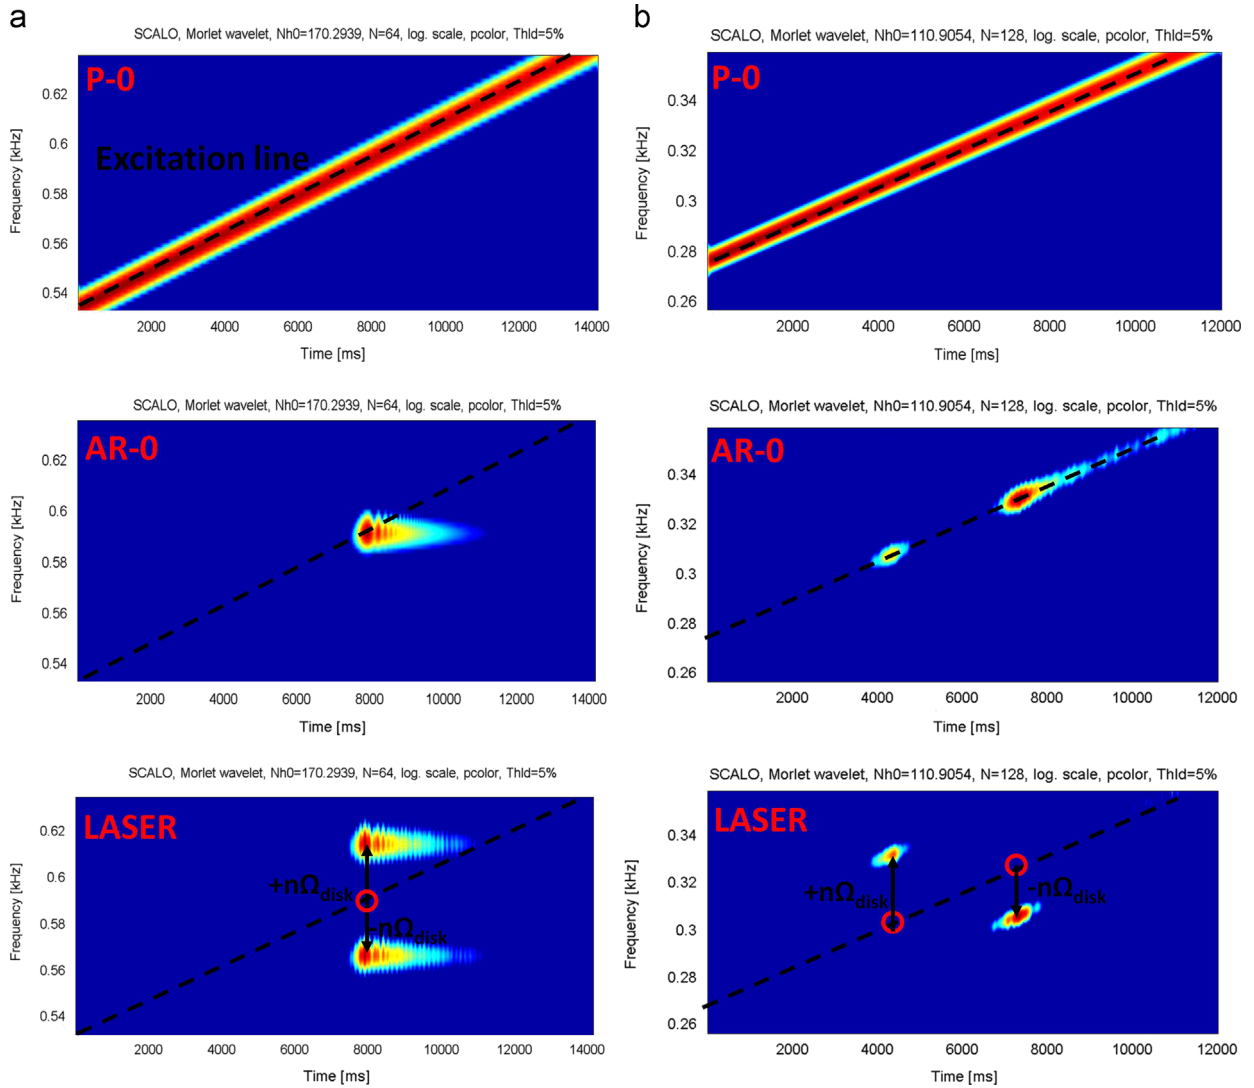 a
SCALO, Morlet wavelet, Nh0=170.2939, N=64, log. scale, pcolor, Thld=5%
P-0
Excitation line
Frequency [kHz]
0.62
0.6
0.58
0.56
0.54
2000 4000 6000 8000 10000 12000 14000
Time [ms]
SCALO, Morlet wavelet, Nh0=170.2939, N=64, log. scale, pcolor, Thld=5%
AR-0
Frequency [kHz]
0.62
0.6
0.58
0.56
0.54
2000 4000 6000 8000 10000 12000 14000
Time [ms]
SCALO, Morlet wavelet, Nh0=170.2939, N=64, log. scale, pcolor, Thld=5%
LASER
+nΩdisk
-nΩdisk
Frequency [kHz]
0.62
0.6
0.58
0.56
0.54
2000 4000 6000 8000 10000 12000 14000
Time [ms]
b
SCALO, Morlet wavelet, Nh0=110.9054, N=128, log. scale, pcolor, Thld=5%
P-0
Frequency [kHz]
0.34
0.32
0.3
0.28
0.26
2000 4000 6000 8000 10000 12000
Time [ms]
SCALO, Morlet wavelet, Nh0=110.9054, N=128, log. scale, pcolor, Thld=5%
AR-0
Frequency [kHz]
0.34
0.32
0.3
0.28
0.26
2000 4000 6000 8000 10000 12000
Time [ms]
SCALO, Morlet wavelet, Nh0=110.9054, N=128, log. scale, pcolor, Thld=5%
LASER
+nΩdisk
-nΩdisk
Frequency [kHz]
0.34
0.32
0.3
0.28
0.26
2000 4000 6000 8000 10000 12000
Time [ms]